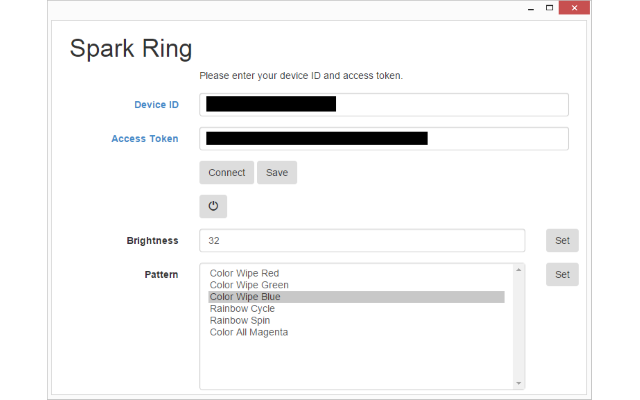 Spark Ring
Please enter your device ID and access token.
Device ID
Access Token
Connect Save
Brightness 32 Set
Pattern Color Wipe Red Set
Color Wipe Green
Color Wipe Blue
Rainbow Cycle
Rainbow Spin
Color All Magenta